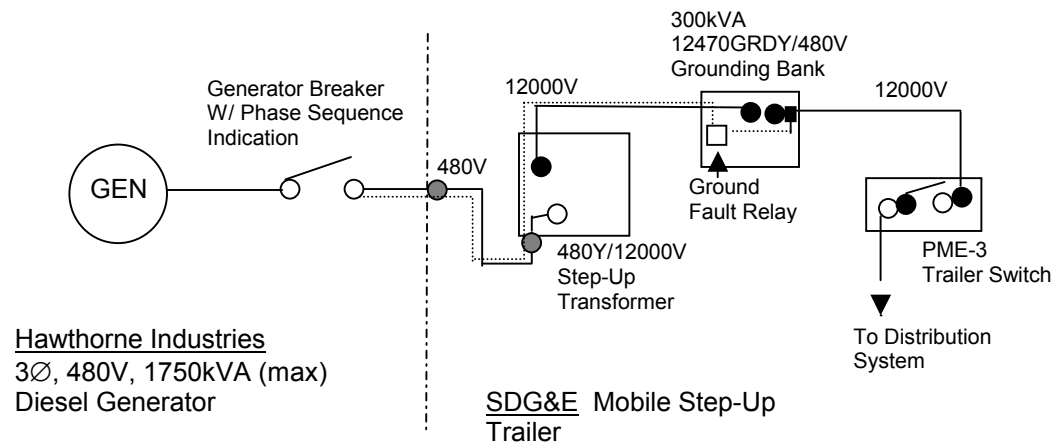 300kVA
12470GRDY/480V
Grounding Bank
Generator Breaker
W/ Phase Sequence
Indication
12000V
12000V
GEN
480V
Ground
Fault Relay
480Y/12000V
Step-Up
Transformer
PME-3
Trailer Switch
To Distribution
System
Hawthorne Industries
3∅, 480V, 1750kVA (max)
Diesel Generator
SDG&E Mobile Step-Up
Trailer